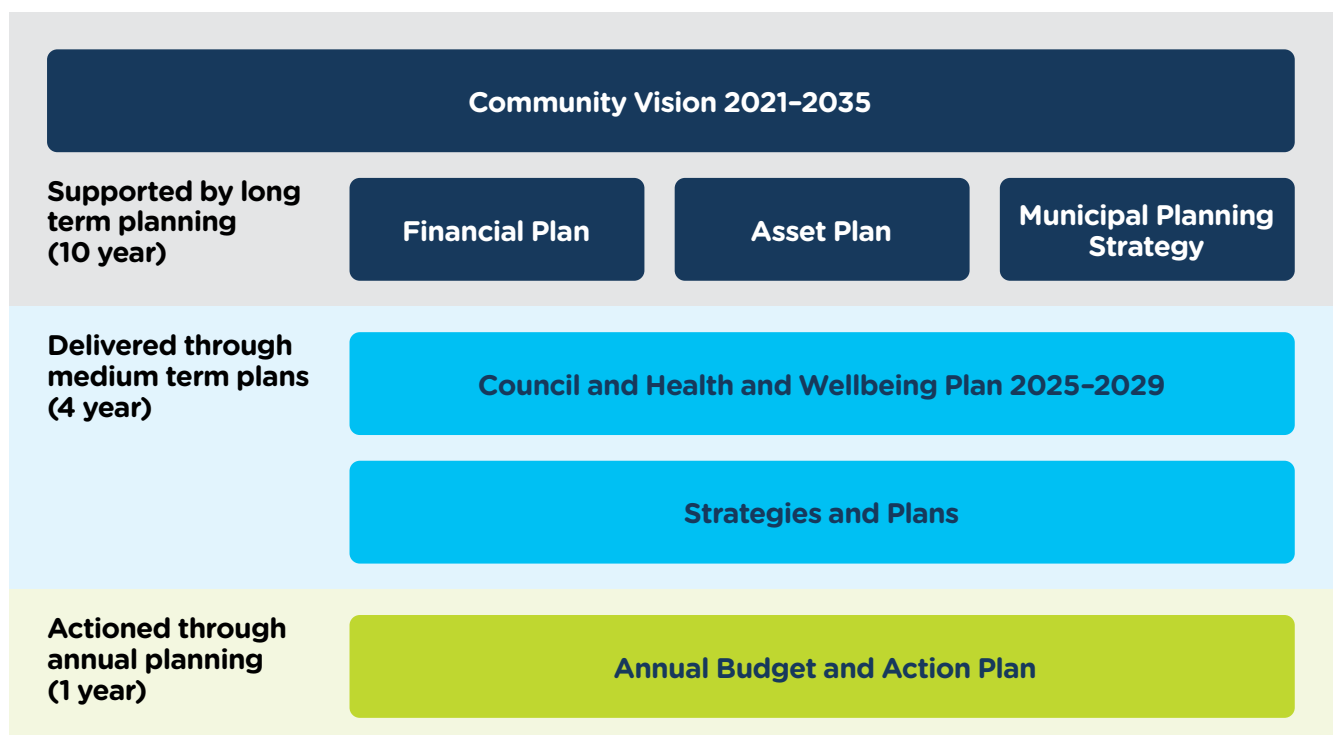 Community Vision 2021–2035
Supported by long
term planning
(10 year)
Financial Plan
Asset Plan
Municipal Planning
Strategy
Delivered through
medium term plans
(4 year)
Council and Health and Wellbeing Plan 2025–2029
Strategies and Plans
Actioned through
annual planning
(1 year)
Annual Budget and Action Plan